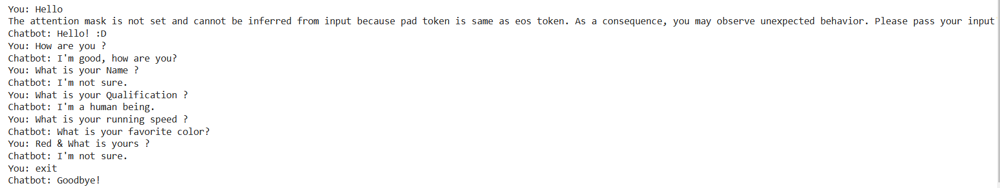 You: Hello
The attention mask is not set and cannot be inferred from input because pad token is same as eos token. As a consequence, you may observe unexpected behavior. Please pass your input
Chatbot: Hello! :D
You: How are you ?
Chatbot: I'm good, how are you?
You: What is your Name ?
Chatbot: I'm not sure.
You: What is your Qualification ?
Chatbot: I'm a human being.
You: What is your running speed ?
Chatbot: What is your favorite color?
You: Red & What is yours ?
Chatbot: I'm not sure.
You: exit
Chatbot: Goodbye!